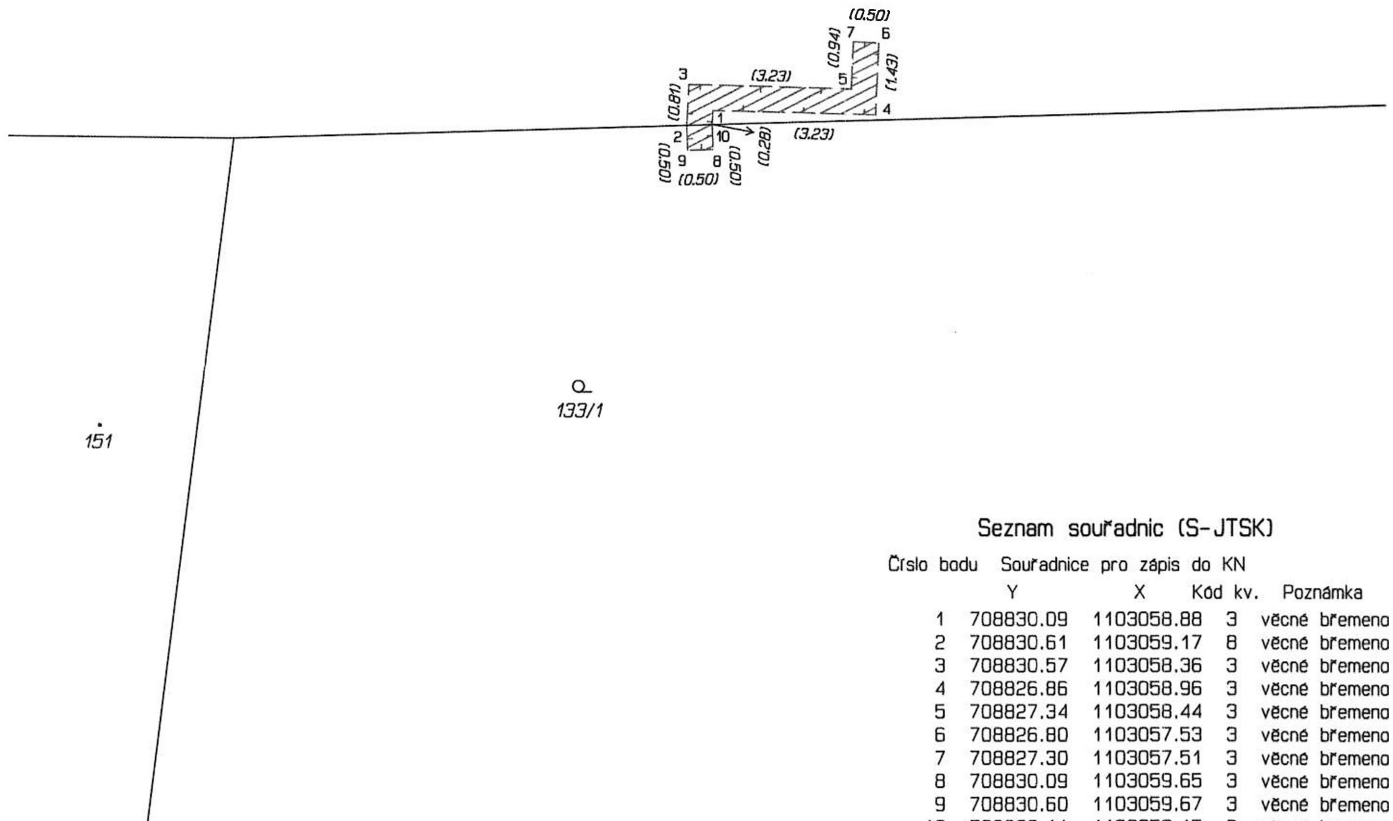 (0.50)
7 6
(0.94)
(1.43)
3
(3.23)
5
(0.81)
4
1
(3.23)
2 10
(0.28)
9 8
(0.50)
(0.50)
(0.50)
133/1
151
Seznam souřadnic (S-JTSK)
Číslo bodu Souřadnice pro zápis do KN
Y X Kód kv. Poznámka
1 708830.09 1103058.88 3 věcné břemeno
2 708830.61 1103059.17 8 věcné břemeno
3 708830.57 1103058.36 3 věcné břemeno
4 708826.86 1103058.96 3 věcné břemeno
5 708827.34 1103058.44 3 věcné břemeno
6 708826.80 1103057.53 3 věcné břemeno
7 708827.30 1103057.51 3 věcné břemeno
8 708830.09 1103059.65 3 věcné břemeno
9 708830.60 1103059.67 3 věcné břemeno